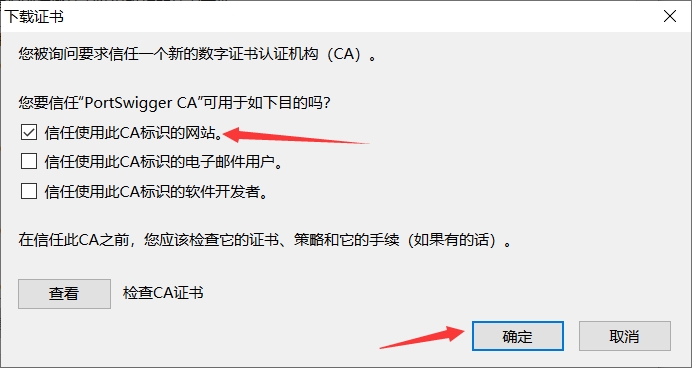 下载证书
您被询问要求信任一个新的数字证书认证机构（CA）。
您要信任“PortSwigger CA”可用于如下目的吗?
信任使用此CA标识的网站。
信任使用此CA标识的电子邮件用户。
信任使用此CA标识的软件开发者。
在信任此CA之前，您应该检查它的证书、策略和它的手续（如果有的话）。
查看 检查CA证书
确定 取消